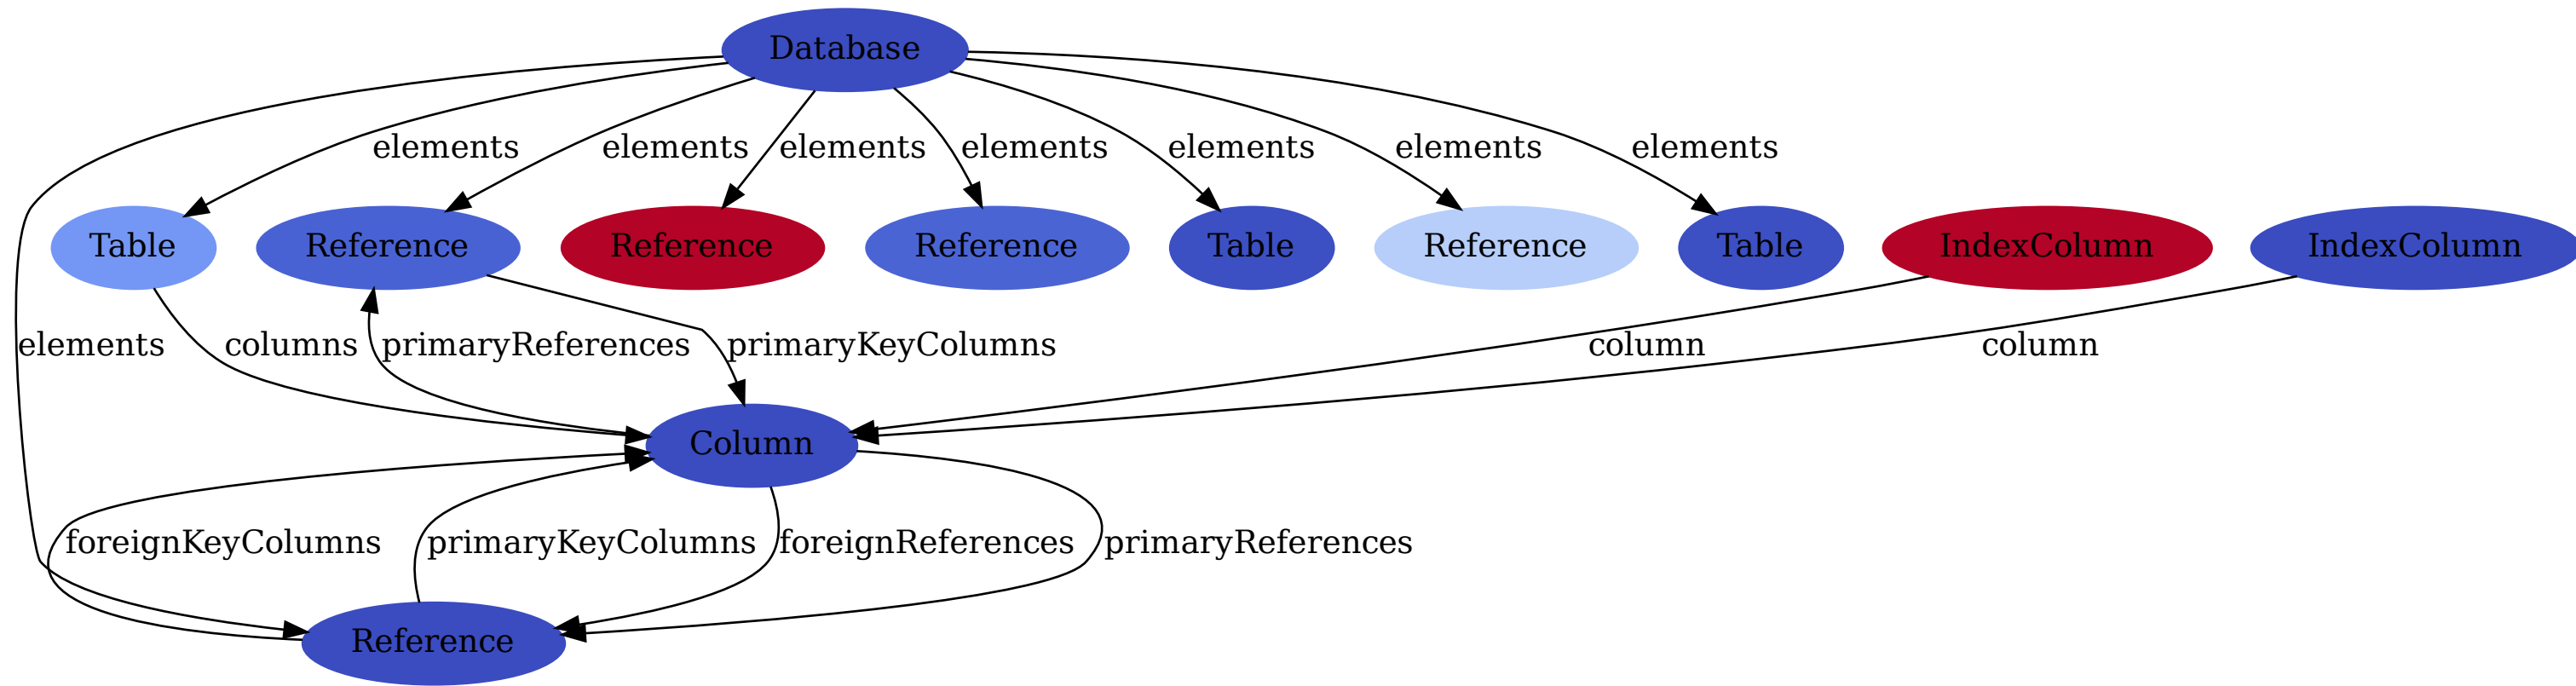 Database
elements
elements
elements
elements
elements
elements
elements
Table
Reference
Reference
Reference
Table
Reference
Table
IndexColumn
IndexColumn
elements
columns
primaryReferences
primaryKeyColumns
column
column
Column
foreignKeyColumns
primaryKeyColumns
foreignReferences
primaryReferences
Reference